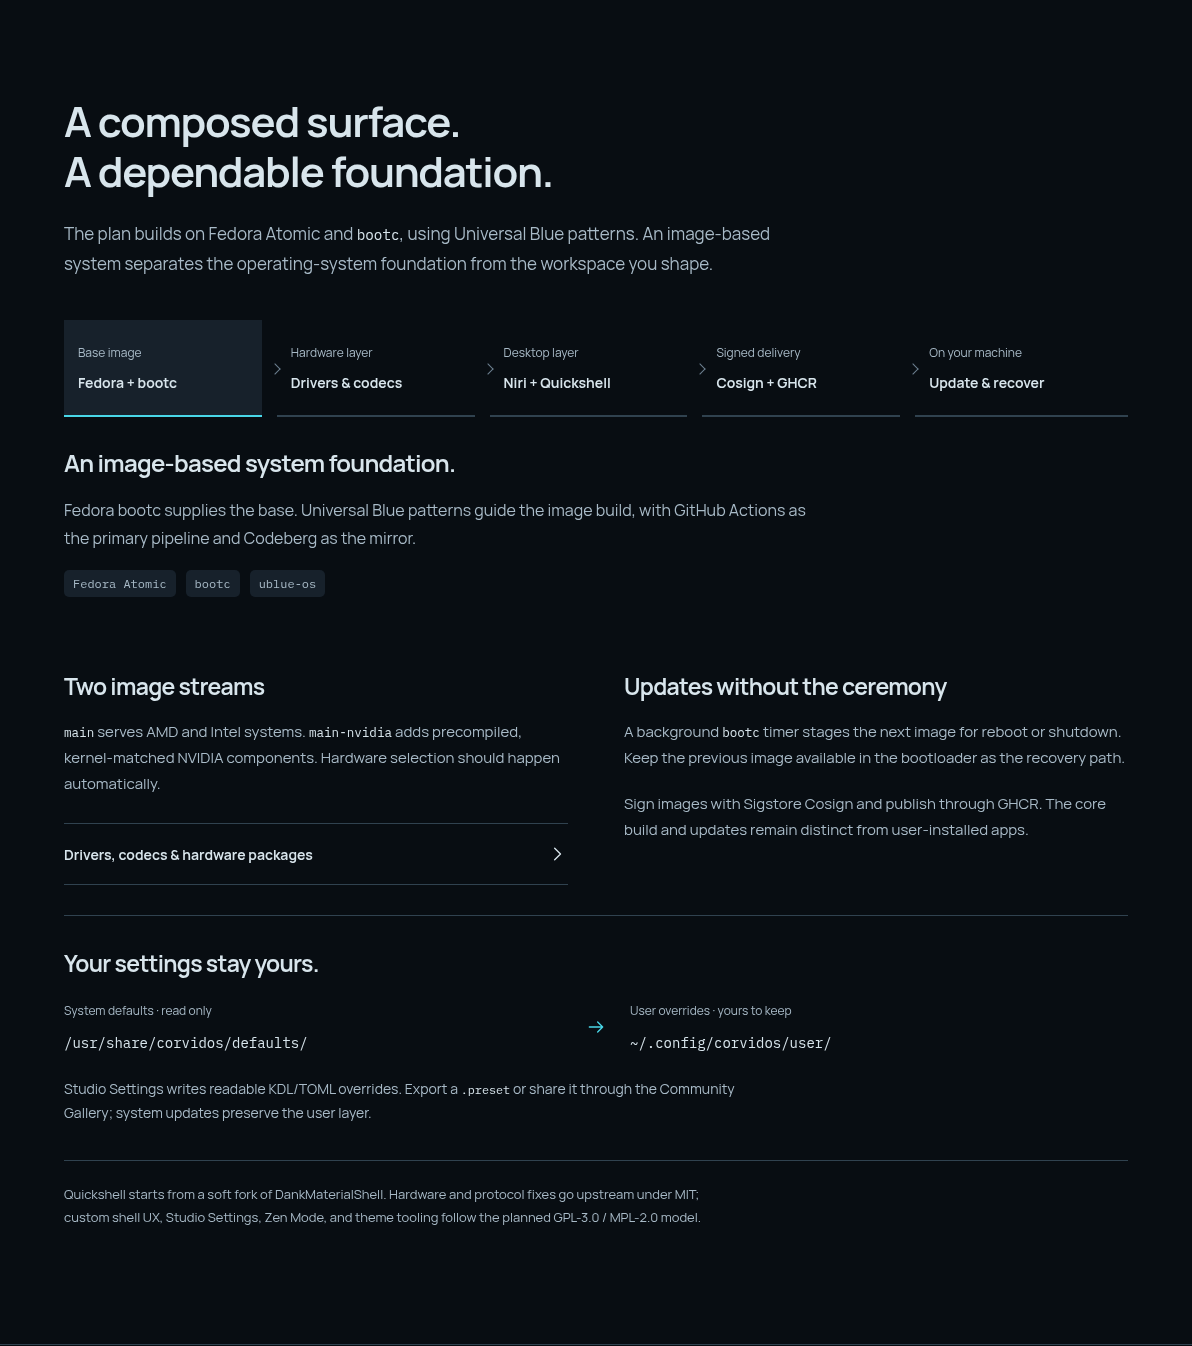 A composed surface.
A dependable foundation.
The plan builds on Fedora Atomic and bootc, using Universal Blue patterns. An image-based
system separates the operating-system foundation from the workspace you shape.
Base image
Fedora + bootc
Hardware layer
Drivers & codecs
Desktop layer
Niri + Quickshell
Signed delivery
Cosign + GHCR
On your machine
Update & recover
An image-based system foundation.
Fedora bootc supplies the base. Universal Blue patterns guide the image build, with GitHub Actions as
the primary pipeline and Codeberg as the mirror.
Fedora Atomic
bootc
ublue-os
Two image streams
main serves AMD and Intel systems. main-nvidia adds precompiled,
kernel-matched NVIDIA components. Hardware selection should happen
automatically.
Drivers, codecs & hardware packages
Updates without the ceremony
A background bootc timer stages the next image for reboot or shutdown.
Keep the previous image available in the bootloader as the recovery path.
Sign images with Sigstore Cosign and publish through GHCR. The core
build and updates remain distinct from user-installed apps.
Your settings stay yours.
System defaults · read only
/usr/share/corvidos/defaults/
User overrides · yours to keep
~/.config/corvidos/user/
Studio Settings writes readable KDL/TOML overrides. Export a .preset or share it through the Community
Gallery; system updates preserve the user layer.
Quickshell starts from a soft fork of DankMaterialShell. Hardware and protocol fixes go upstream under MIT;
custom shell UX, Studio Settings, Zen Mode, and theme tooling follow the planned GPL-3.0 / MPL-2.0 model.